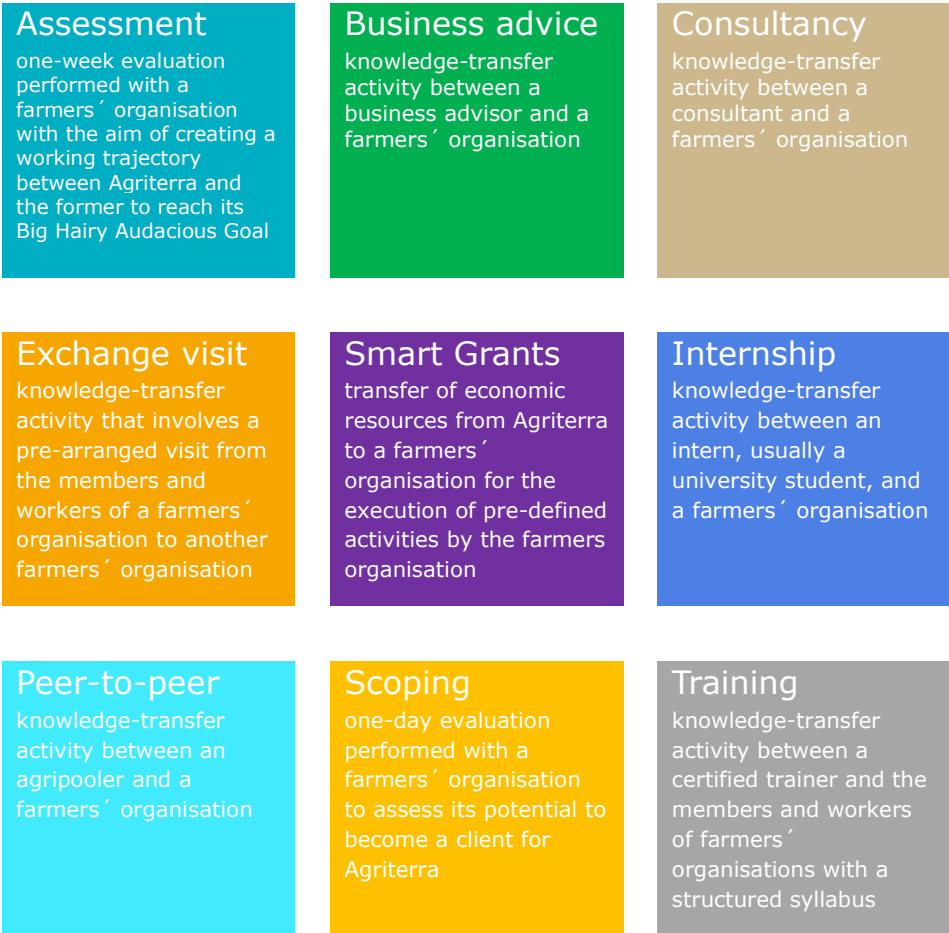 Assessment
one-week evaluation
performed with a
farmers´ organisation
with the aim of creating a
working trajectory
between Agriterra and
the former to reach its
Big Hairy Audacious Goal
Business advice
knowledge-transfer
activity between a
business advisor and a
farmers´ organisation
Consultancy
knowledge-transfer
activity between a
consultant and a
farmers´ organisation
Exchange visit
knowledge-transfer
activity that involves a
pre-arranged visit from
the members and
workers of a farmers´
organisation to another
farmers´ organisation
Smart Grants
transfer of economic
resources from Agriterra
to a farmers´
organisation for the
execution of pre-defined
activities by the farmers
organisation
Internship
knowledge-transfer
activity between an
intern, usually a
university student, and
a farmers´ organisation
Peer-to-peer
knowledge-transfer
activity between an
agripooler and a
farmers´ organisation
Scoping
one-day evaluation
performed with a
farmers´ organisation
to assess its potential to
become a client for
Agriterra
Training
knowledge-transfer
activity between a
certified trainer and the
members and workers
of farmers´
organisations with a
structured syllabus